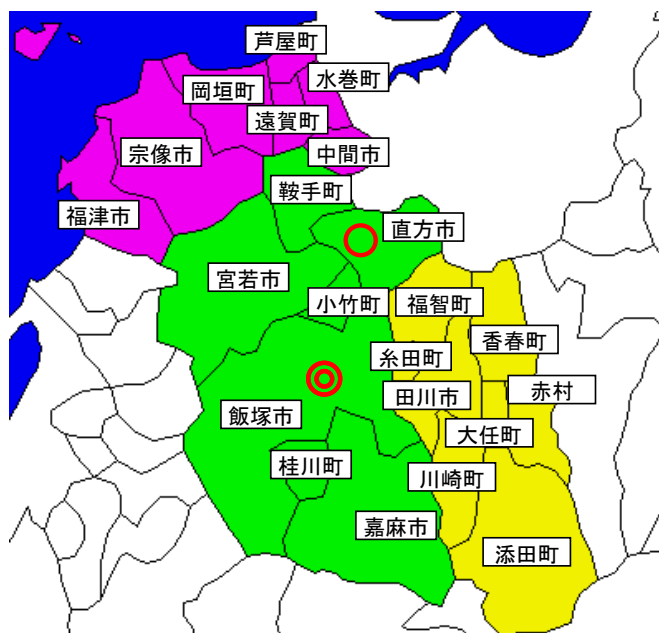 芦屋町
水巻町
岡垣町
遠賀町
宗像市
中間市
鞍手町
福津市
直方市
宮若市
小竹町
福智町
香春町
糸田町
赤村
田川市
飯塚市
大任町
桂川町
川崎町
嘉麻市
添田町